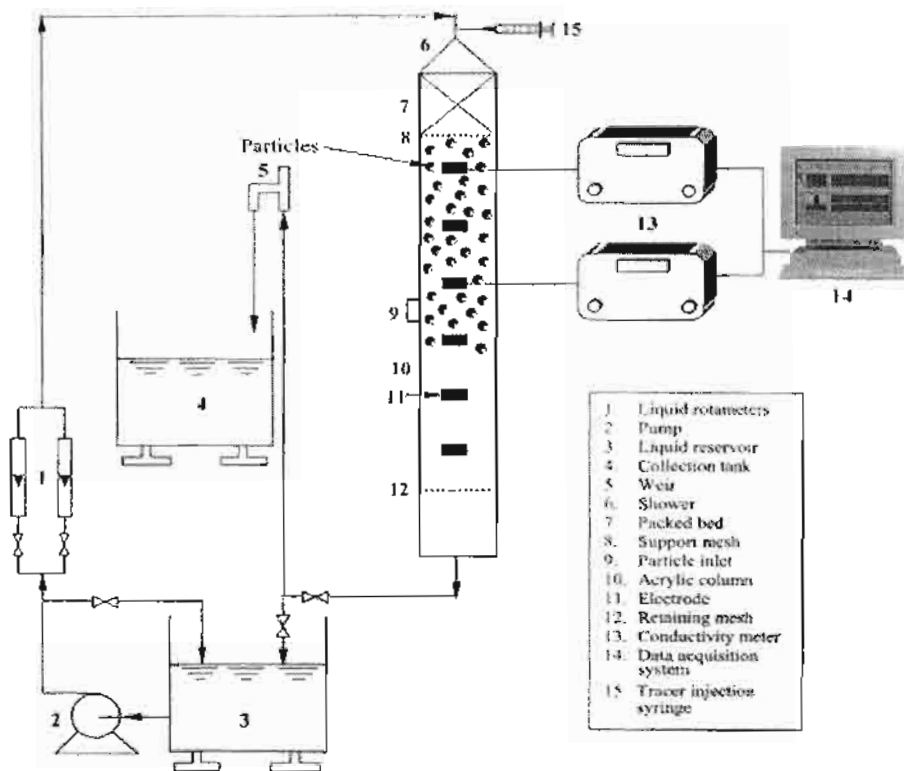 15
6
7
8
Particles
5
13
14
9
10
4
11
1
12
2
3
1 Liquid rotameters
2 Pump
3 Liquid reservoir
4 Collection tank
5 Weir
6 Shower
7 Packed bed
8 Support mesh
9. Particle inlet
10. Acrylic column
11. Electrode
12. Retaining mesh
13. Conductivity meter
14. Data acquisition
system
15 Tracer injection
syringe